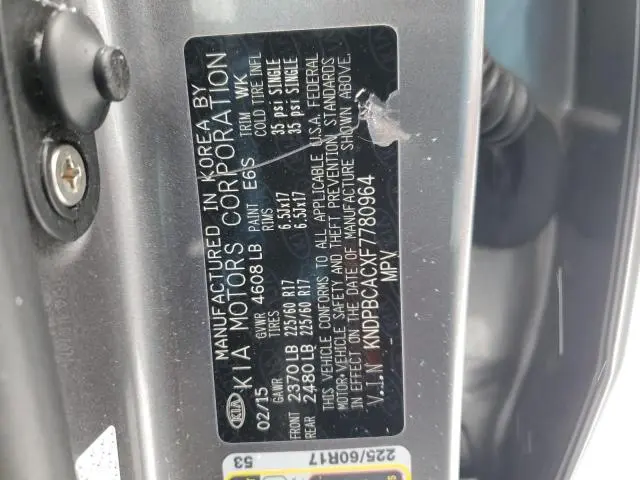 MANUFACTURED IN KOREA BY
KIA KIA MOTORS CORPORATION
02/15 GVWR 4608LB PAINT E6S TRIM WK
GAWR TIRES RIMS COLD TIRE INFL
FRONT 2370LB 225/60 R17 6.5JX17 35 psi SINGLE
REAR 2480LB 225/60 R17 6.5JX17 35 psi SINGLE
THIS VEHICLE CONFORMS TO ALL APPLICABLE U.S.A. FEDERAL
MOTOR-VEHICLE SAFETY AND THEFT PREVENTION STANDARDS
IN EFFECT ON THE DATE OF MANUFACTURE SHOWN ABOVE.
V.I.N KNDPBCACXF7780964
MPV
225/60R17
53